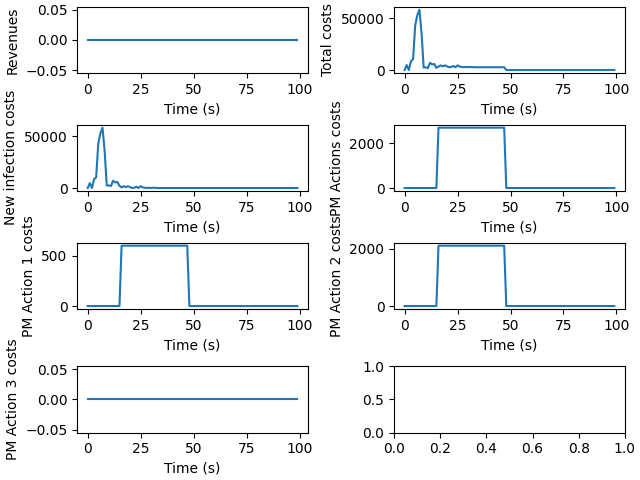 Revenues
0.05
0.00
−0.05
0 25 50 75 100
Time (s)
Total costs
50000
0
0 25 50 75 100
Time (s)
New infection costs
50000
0
0 25 50 75 100
Time (s)
PM Actions costs
2000
0
0 25 50 75 100
Time (s)
PM Action 1 costs
500
0
0 25 50 75 100
Time (s)
PM Action 2 costs
2000
0
0 25 50 75 100
Time (s)
PM Action 3 costs
0.05
0.00
−0.05
0 25 50 75 100
Time (s)
1.0
0.5
0.0
0.0 0.2 0.4 0.6 0.8 1.0